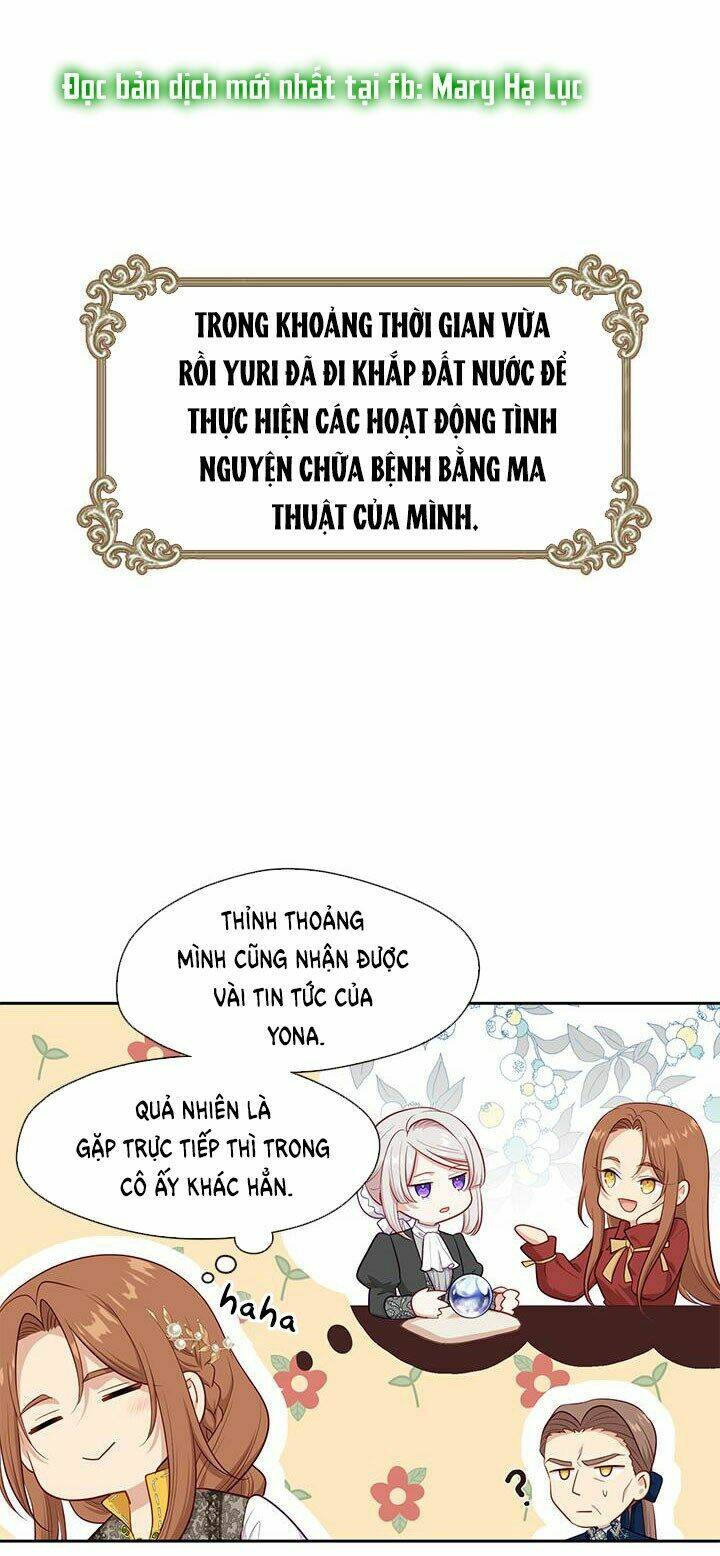 Đọc bản dịch mới nhất tại fb: Mary Hạ Lục
TRONG KHOẢNG THỜI GIAN VỪA
RỒI YURI ĐÃ ĐI KHẮP ĐẤT NƯỚC ĐỂ
THỰC HIỆN CÁC HOẠT ĐỘNG TÌNH
NGUYỆN CHỮA BỆNH BẰNG MA
THUẬT CỦA MÌNH.
THỈNH THOẢNG
MÌNH CŨNG NHẬN ĐƯỢC
VÀI TIN TỨC CỦA
YONA.
QUẢ NHIÊN LÀ
GẶP TRỰC TIẾP THÌ TRONG
CÔ ẤY KHÁC HẲN.
haha
?